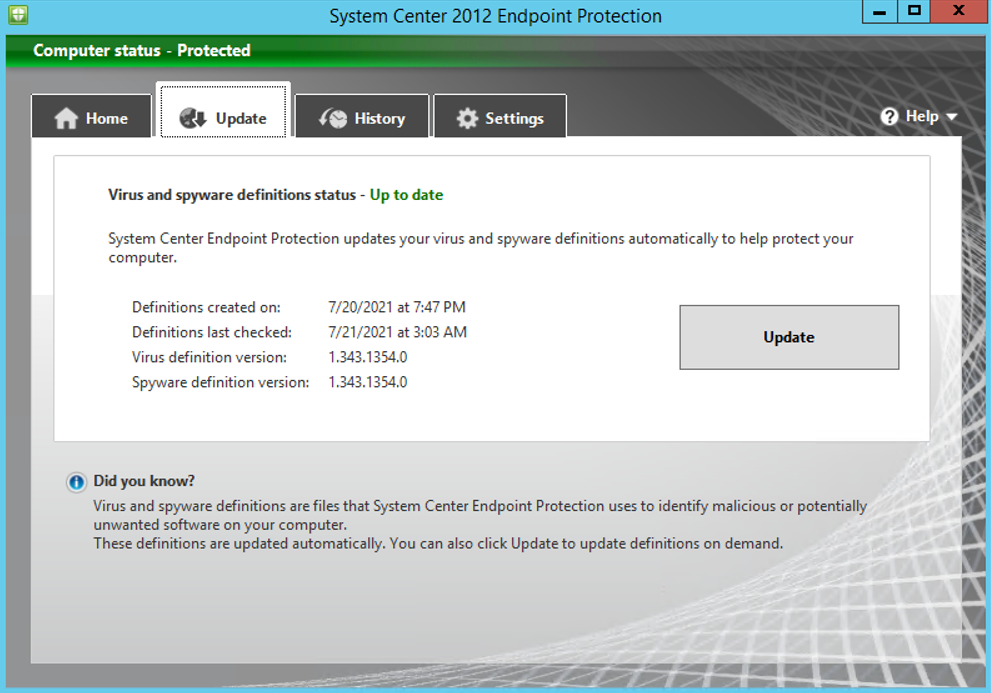 System Center 2012 Endpoint Protection
Computer status - Protected
Home
Update
History
Settings
Help
Virus and spyware definitions status - Up to date
System Center Endpoint Protection updates your virus and spyware definitions automatically to help protect your
computer.
Definitions created on: 7/20/2021 at 7:47 PM
Definitions last checked: 7/21/2021 at 3:03 AM
Virus definition version: 1.343.1354.0
Spyware definition version: 1.343.1354.0
Update
Did you know?
Virus and spyware definitions are files that System Center Endpoint Protection uses to identify malicious or potentially
unwanted software on your computer.
These definitions are updated automatically. You can also click Update to update definitions on demand.